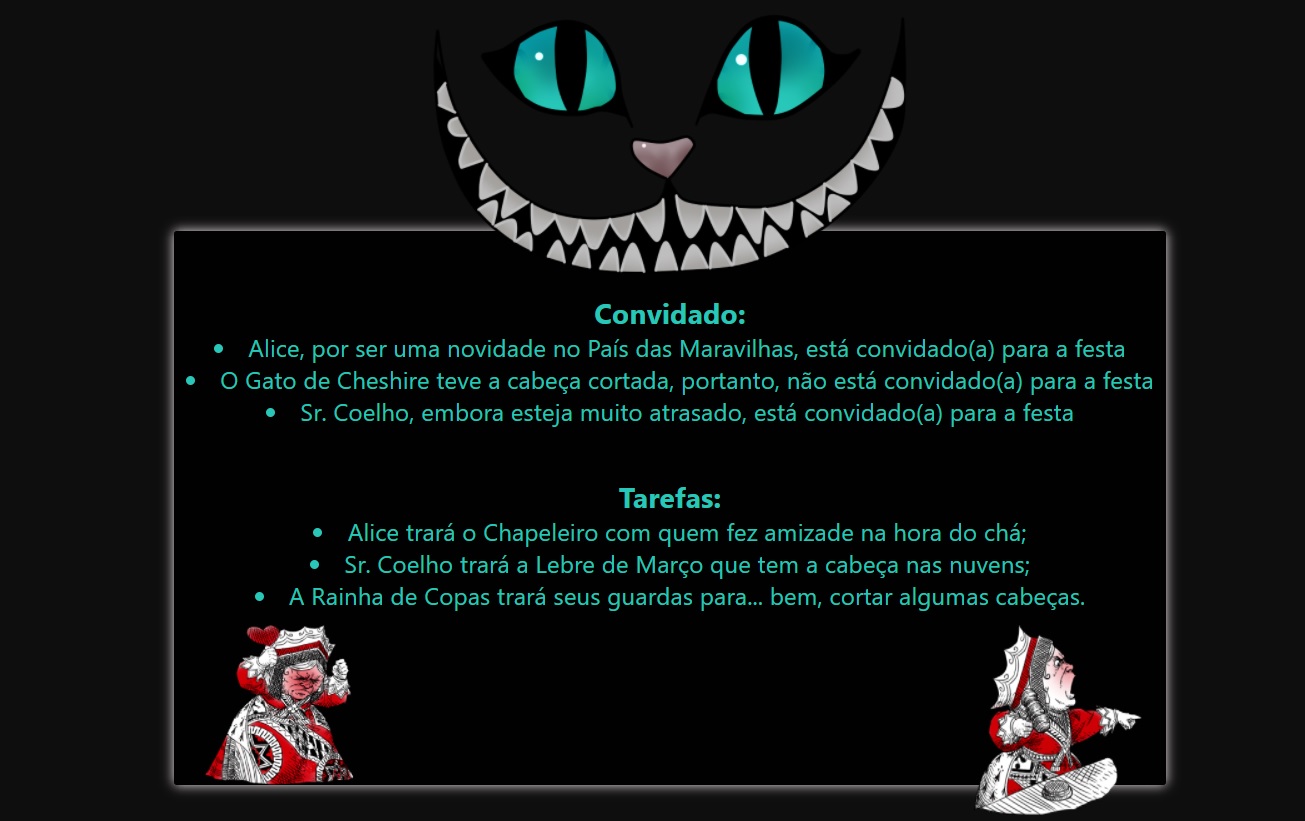 Convidado:
• Alice, por ser uma novidade no País das Maravilhas, está convidado(a) para a festa
• O Gato de Cheshire teve a cabeça cortada, portanto, não está convidado(a) para a festa
• Sr. Coelho, embora esteja muito atrasado, está convidado(a) para a festa
Tarefas:
• Alice trará o Chapeleiro com quem fez amizade na hora do chá;
• Sr. Coelho trará a Lebre de Março que tem a cabeça nas nuvens;
• A Rainha de Copas trará seus guardas para... bem, cortar algumas cabeças.